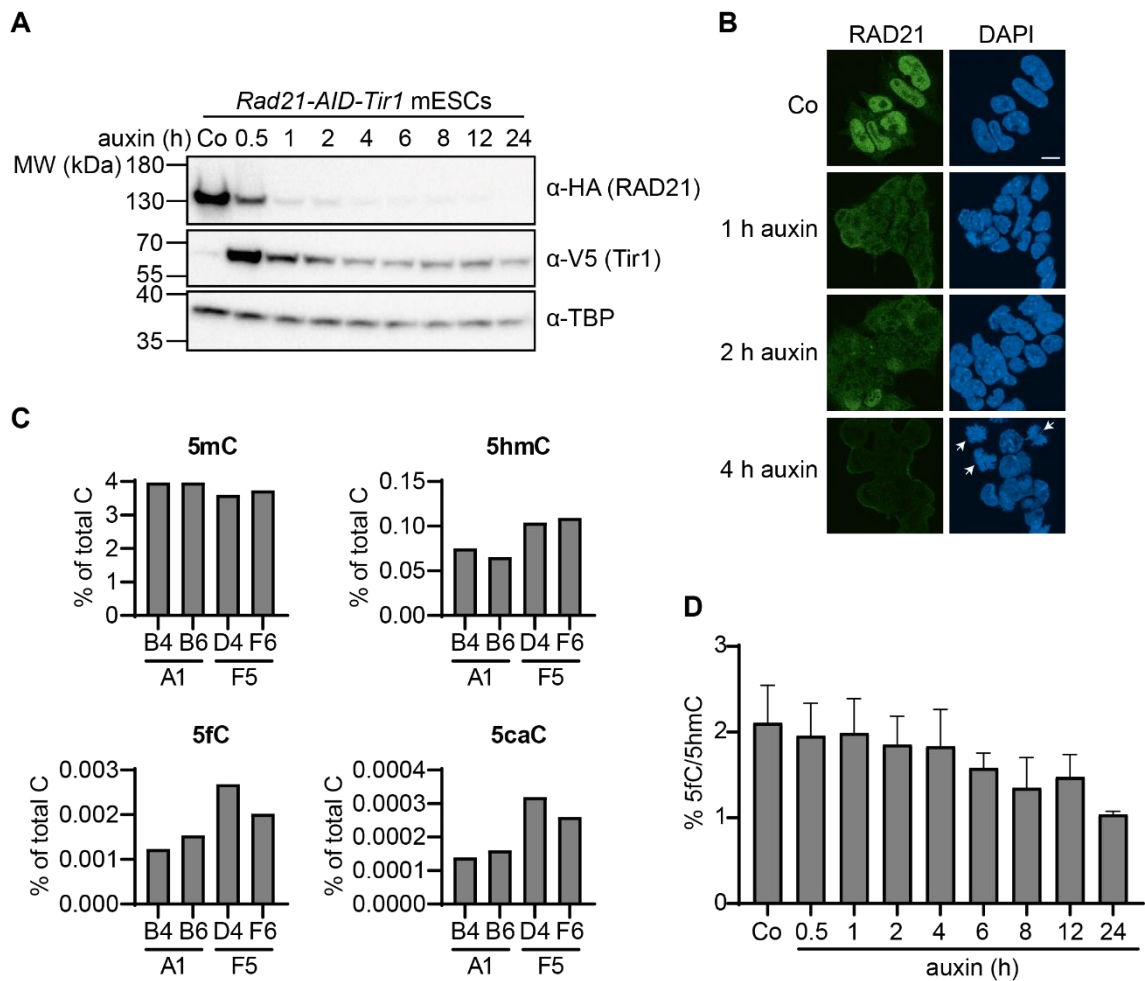 A
Rad21-AID-Tir1 mESCs
auxin (h) Co 0.5 1 2 4 6 8 12 24
MW (kDa)
180
130
α-HA (RAD21)
70
55
α-V5 (Tir1)
40
35
α-TBP
B
RAD21 DAPI
Co
1 h auxin
2 h auxin
4 h auxin
C
5mC
% of total C
4
3
2
1
0
B4 B6 D4 F6
A1 F5
5hmC
% of total C
0.15
0.10
0.05
0.00
B4 B6 D4 F6
A1 F5
5fC
% of total C
0.003
0.002
0.001
0.000
B4 B6 D4 F6
A1 F5
5caC
% of total C
0.0004
0.0003
0.0002
0.0001
0.0000
B4 B6 D4 F6
A1 F5
D
% 5fC/5hmC
3
2
1
0
Co 0.5 1 2 4 6 8 12 24
auxin (h)